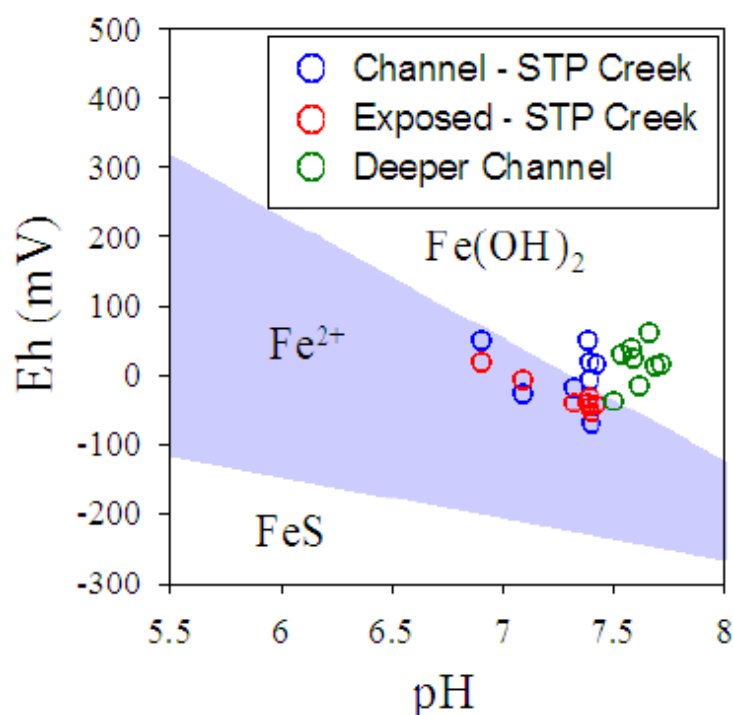 500
400
300
200
100
0
-100
-200
-300
Eh (mV)
Channel - STP Creek
Exposed - STP Creek
Deeper Channel
Fe(OH)₂
Fe²⁺
FeS
5.5 6 6.5 7 7.5 8
pH